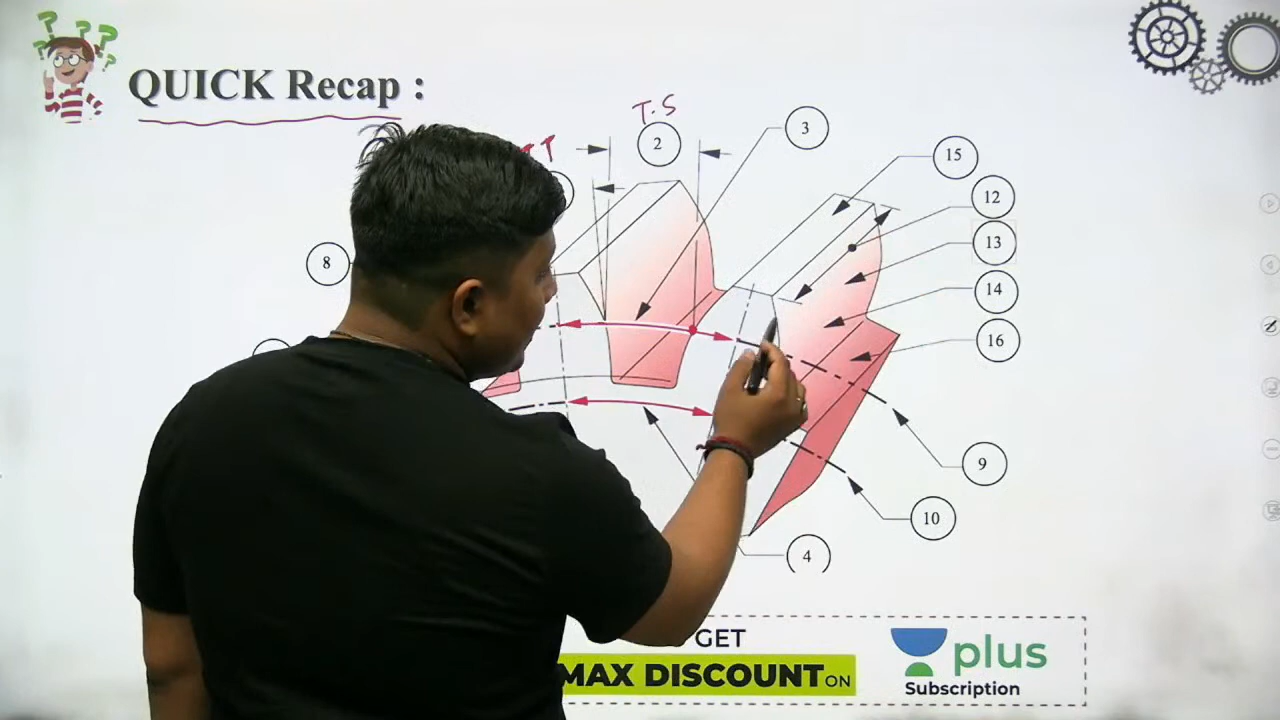 QUICK Recap :
T.S
2
3
15
12
13
8
14
16
9
10
4
GET
MAX DISCOUNT ON
plus
Subscription